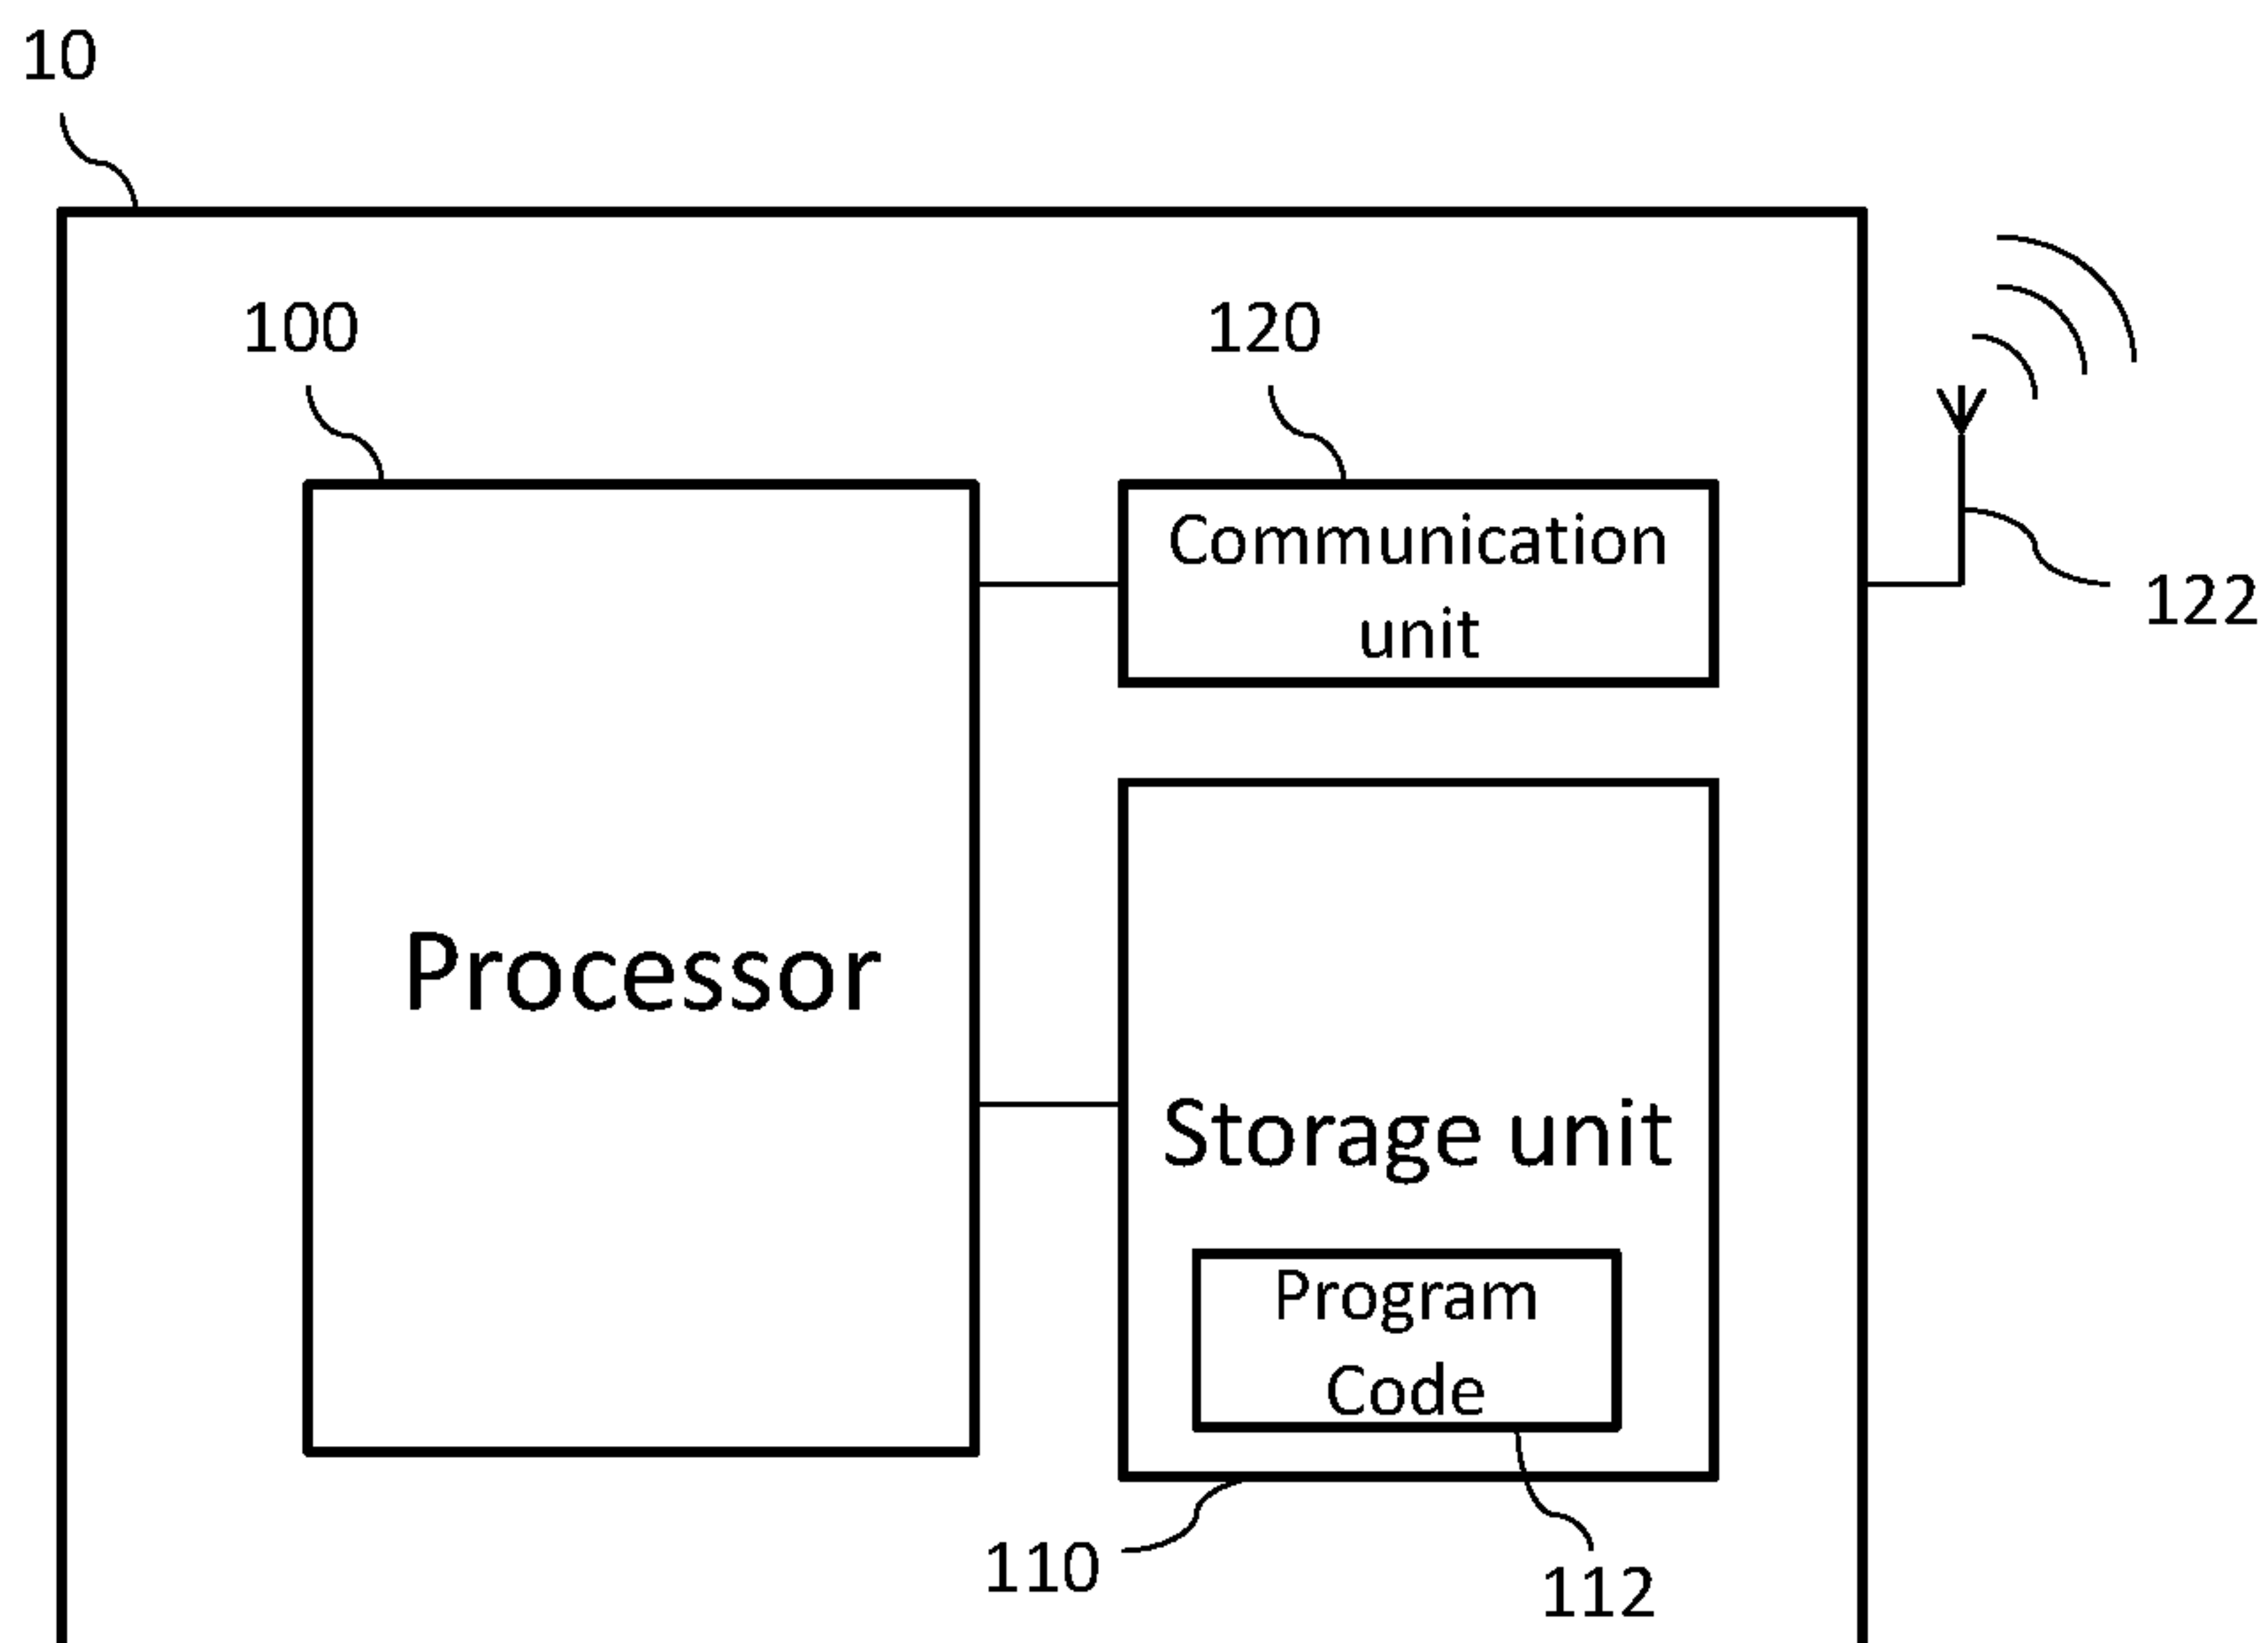 10
100
120
Communication
unit
122
Processor
Storage unit
Program
Code
110
112